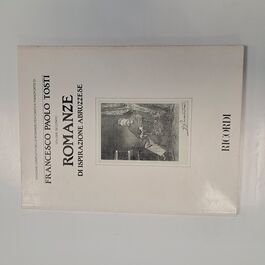 FRANCESCO PAOLO TOSTI
ROMANZE
DI ISPIRAZIONE ABRUZZESE
RICORDI